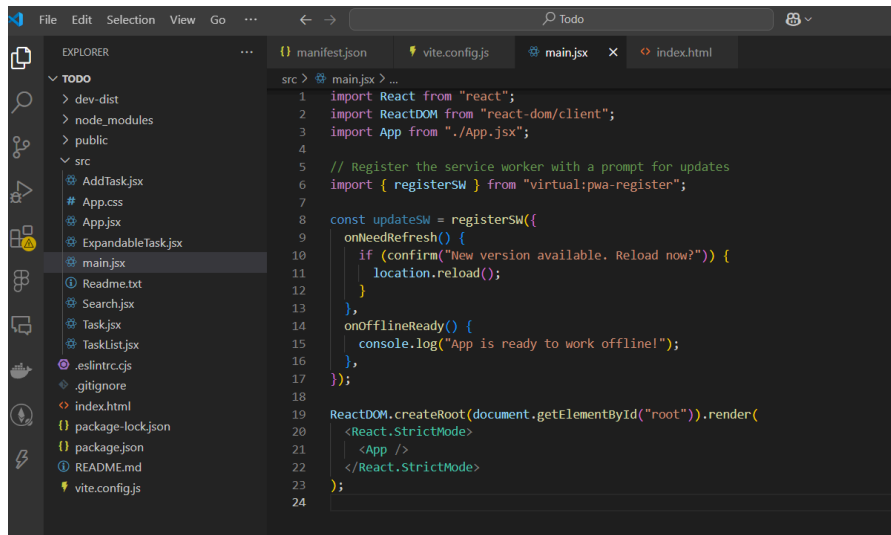 File Edit Selection View Go ··· ← → Todo
EXPLORER ···
TODO
> dev-dist
> node_modules
> public
src
AddTask.jsx
# App.css
App.jsx
ExpandableTask.jsx
main.jsx
Readme.txt
Search.jsx
Task.jsx
TaskList.jsx
.eslintrc.cjs
.gitignore
<> index.html
{} package-lock.json
{} package.json
README.md
vite.config.js
{} manifest.json vite.config.js main.jsx × <> index.html
src > main.jsx > ...
1 import React from "react";
2 import ReactDOM from "react-dom/client";
3 import App from "./App.jsx";
4
5 // Register the service worker with a prompt for updates
6 import { registerSW } from "virtual:pwa-register";
7
8 const updateSW = registerSW({
9 onNeedRefresh() {
10 if (confirm("New version available. Reload now?")) {
11 location.reload();
12 }
13 },
14 onOfflineReady() {
15 console.log("App is ready to work offline!");
16 },
17 });
18
19 ReactDOM.createRoot(document.getElementById("root")).render(
20 <React.StrictMode>
21 <App />
22 </React.StrictMode>
23 );
24